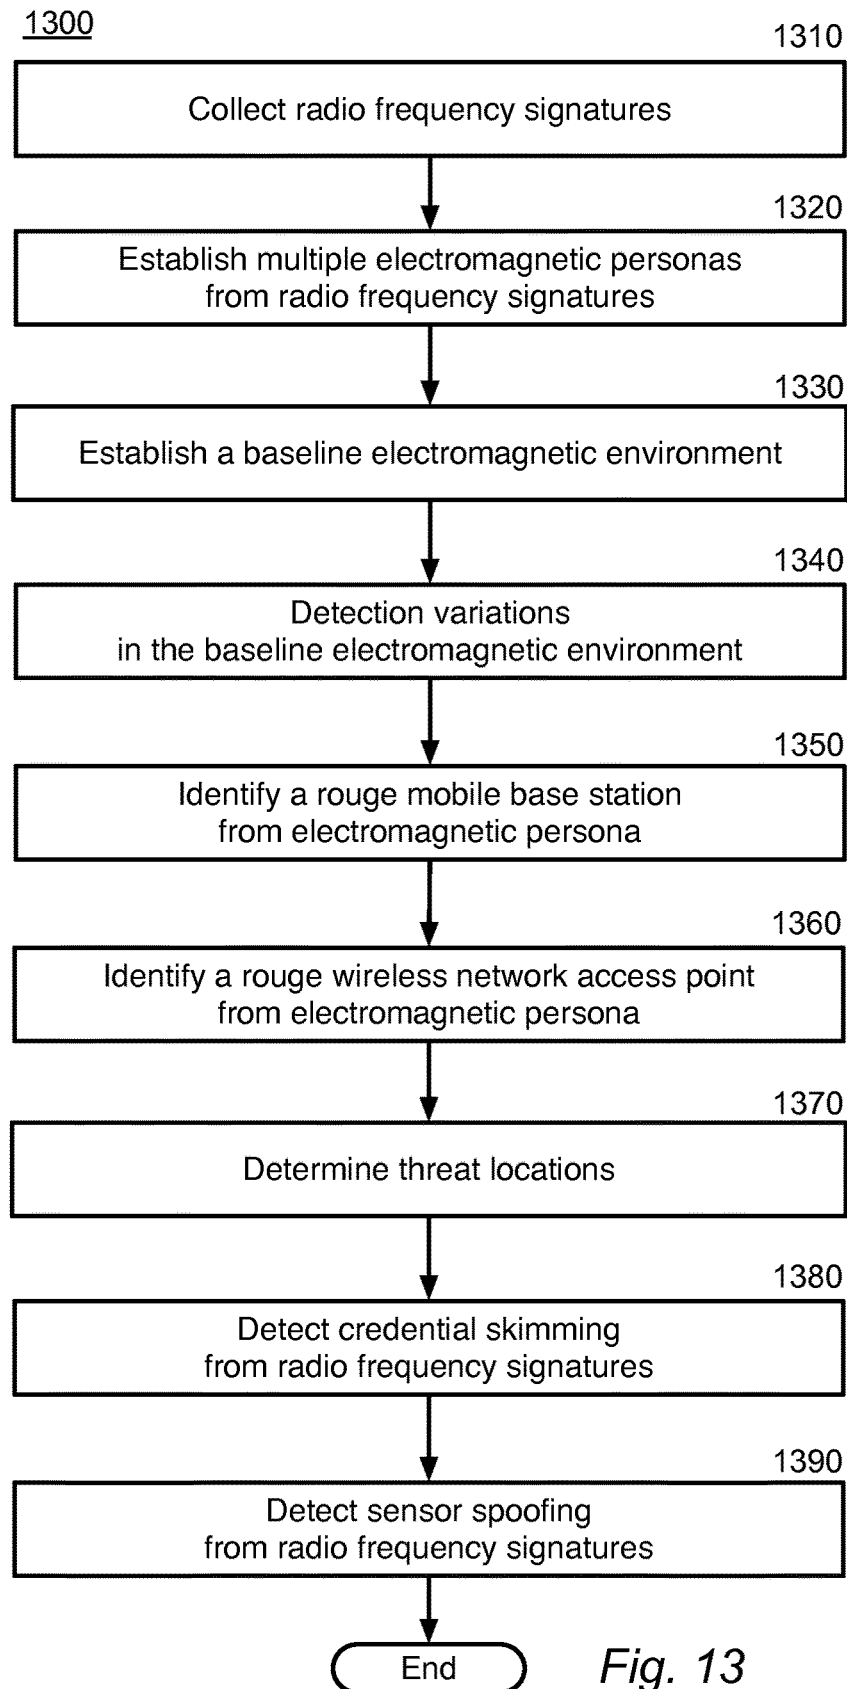 1300
1310
Collect radio frequency signatures
1320
Establish multiple electromagnetic personas
from radio frequency signatures
1330
Establish a baseline electromagnetic environment
1340
Detection variations
in the baseline electromagnetic environment
1350
Identify a rouge mobile base station
from electromagnetic persona
1360
Identify a rouge wireless network access point
from electromagnetic persona
1370
Determine threat locations
1380
Detect credential skimming
from radio frequency signatures
1390
Detect sensor spoofing
from radio frequency signatures
End
Fig. 13